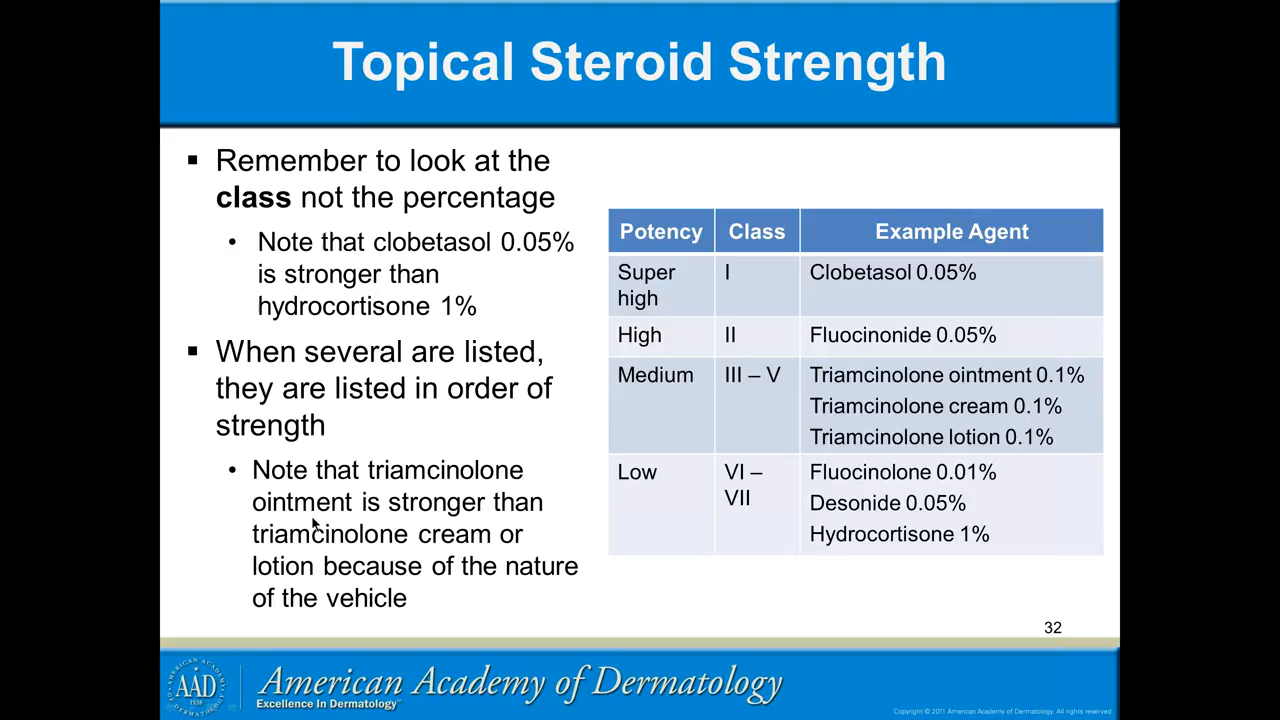 Topical Steroid Strength
▪ Remember to look at the
class not the percentage
• Note that clobetasol 0.05%
is stronger than
hydrocortisone 1%
▪ When several are listed,
they are listed in order of
strength
• Note that triamcinolone
ointment is stronger than
triamcinolone cream or
lotion because of the nature
of the vehicle
Potency Class Example Agent
Super high I Clobetasol 0.05%
High II Fluocinonide 0.05%
Medium III – V Triamcinolone ointment 0.1%
Triamcinolone cream 0.1%
Triamcinolone lotion 0.1%
Low VI – VII Fluocinolone 0.01%
Desonide 0.05%
Hydrocortisone 1%
32
AAD
1938
American Academy of Dermatology
Excellence In Dermatology™
Copyright © 2011 American Academy of Dermatology. All rights reserved.